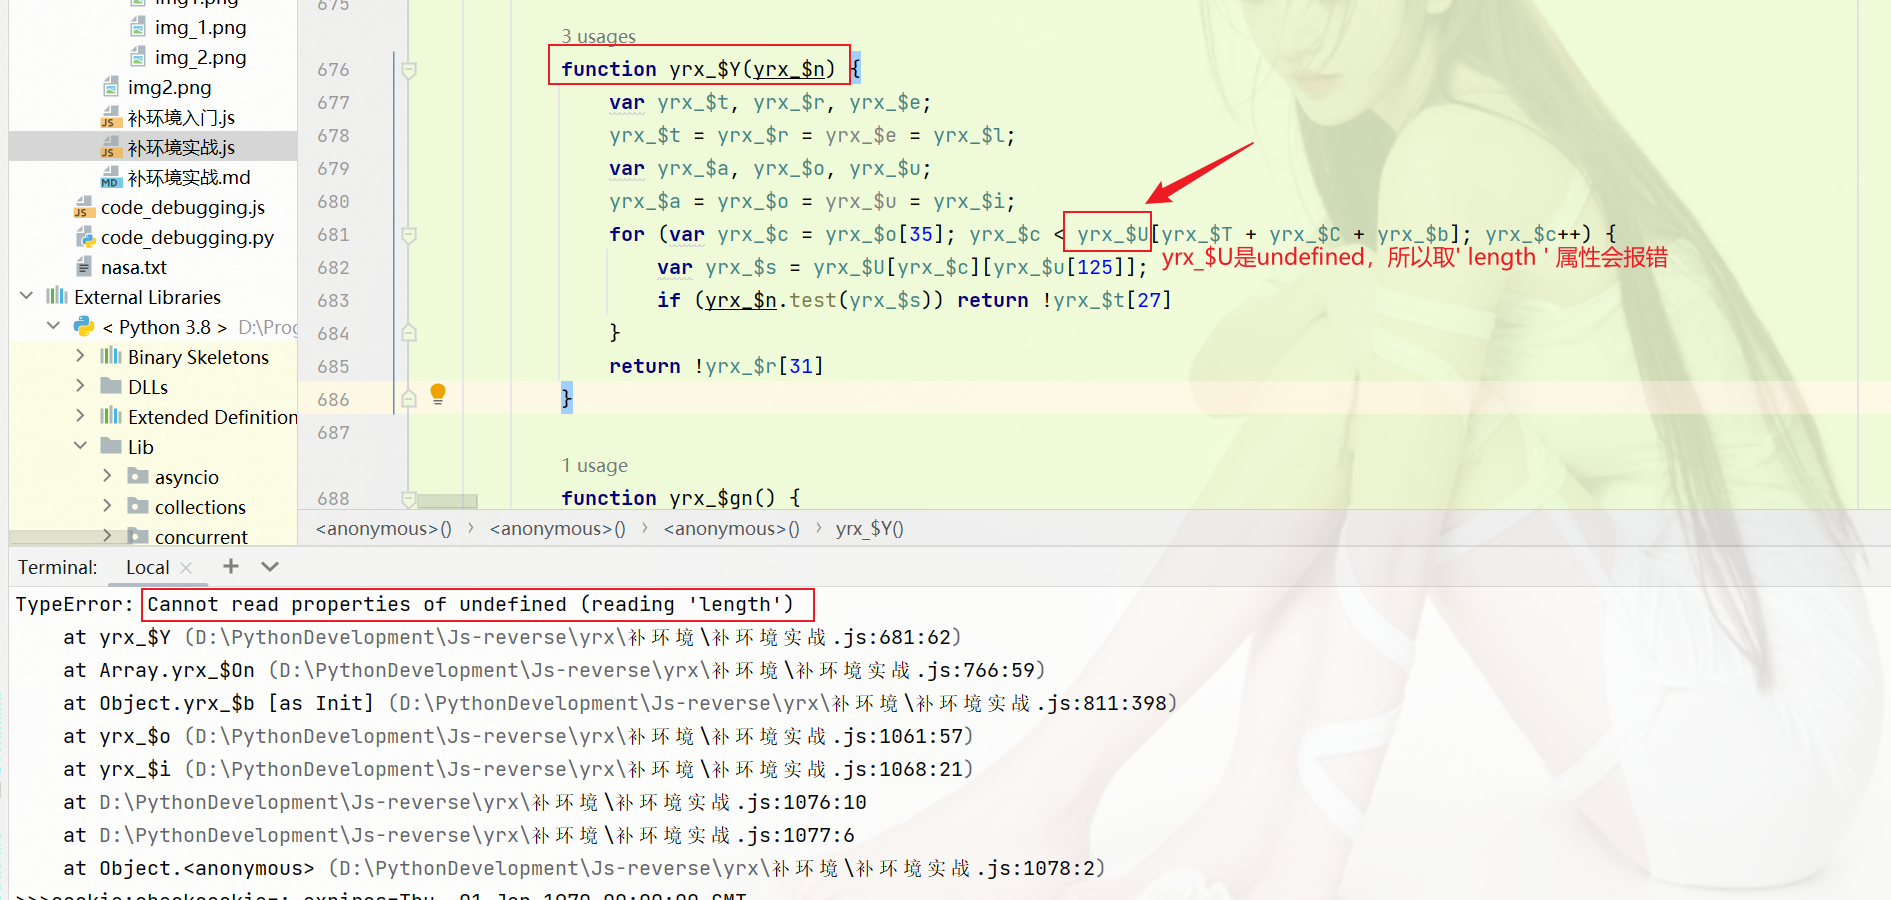 img1.png
img_1.png
img_2.png
img2.png
补环境入门.js
补环境实战.js
补环境实战.md
code_debugging.js
code_debugging.py
nasa.txt
External Libraries
< Python 3.8 > D:\Prog
Binary Skeletons
DLLs
Extended Definition
Lib
asyncio
collections
concurrent
675
3 usages
676 function yrx_$Y(yrx_$n) {
677 var yrx_$t, yrx_$r, yrx_$e;
678 yrx_$t = yrx_$r = yrx_$e = yrx_$l;
679 var yrx_$a, yrx_$o, yrx_$u;
680 yrx_$a = yrx_$o = yrx_$u = yrx_$i;
681 for (var yrx_$c = yrx_$o[35]; yrx_$c < yrx_$U[yrx_$T + yrx_$C + yrx_$b]; yrx_$c++) {
yrx_$U是undefined，所以取' length ' 属性会报错
682 var yrx_$s = yrx_$U[yrx_$c][yrx_$u[125]];
683 if (yrx_$n.test(yrx_$s)) return !yrx_$t[27]
684 }
685 return !yrx_$r[31]
686 }
687
1 usage
688 function yrx_$gn() {
<anonymous>() › <anonymous>() › <anonymous>() › yrx_$Y()
Terminal: Local × +
TypeError: Cannot read properties of undefined (reading 'length')
at yrx_$Y (D:\PythonDevelopment\Js-reverse\yrx\补环境\补环境实战.js:681:62)
at Array.yrx_$On (D:\PythonDevelopment\Js-reverse\yrx\补环境\补环境实战.js:766:59)
at Object.yrx_$b [as Init] (D:\PythonDevelopment\Js-reverse\yrx\补环境\补环境实战.js:811:398)
at yrx_$o (D:\PythonDevelopment\Js-reverse\yrx\补环境\补环境实战.js:1061:57)
at yrx_$i (D:\PythonDevelopment\Js-reverse\yrx\补环境\补环境实战.js:1068:21)
at D:\PythonDevelopment\Js-reverse\yrx\补环境\补环境实战.js:1076:10
at D:\PythonDevelopment\Js-reverse\yrx\补环境\补环境实战.js:1077:6
at Object.<anonymous> (D:\PythonDevelopment\Js-reverse\yrx\补环境\补环境实战.js:1078:2)